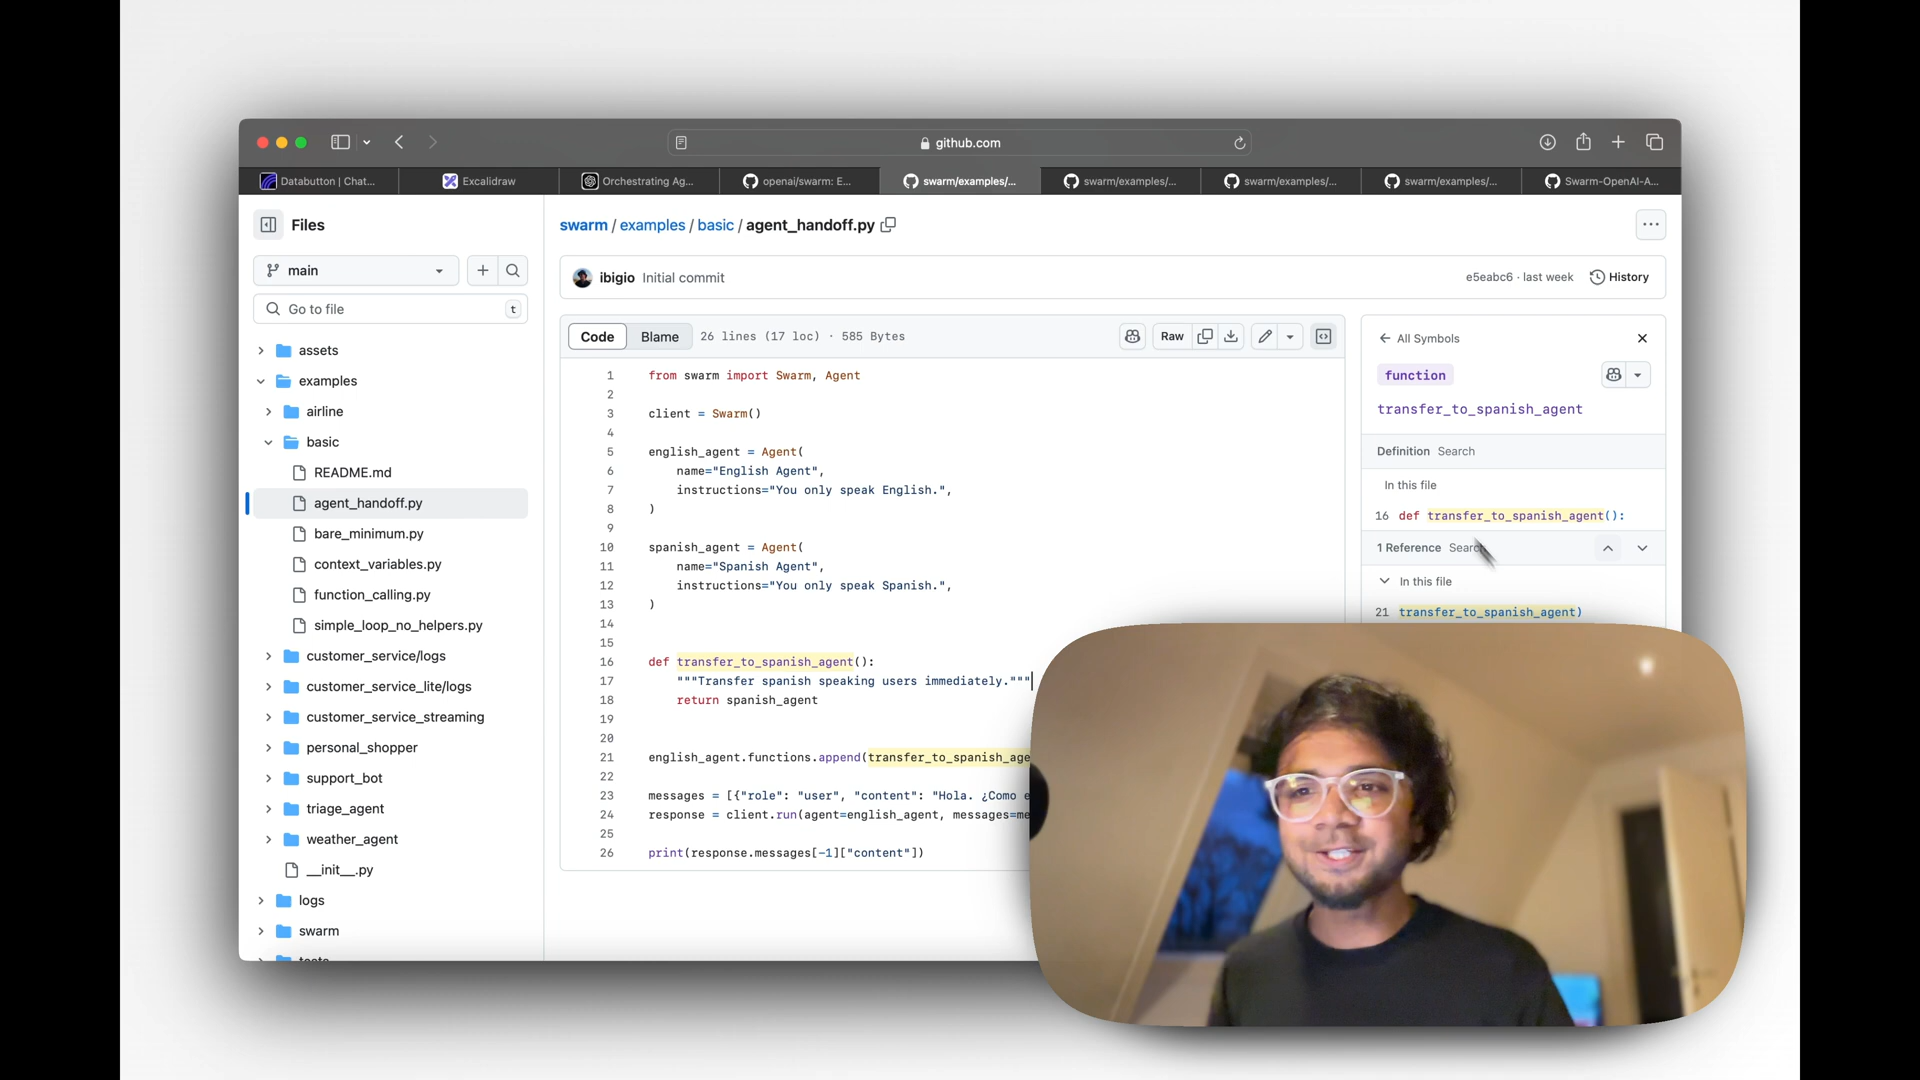 github.com
Databutton | Chat...
Excalidraw
Orchestrating Ag...
openai/swarm: E...
swarm/examples/...
swarm/examples/...
swarm/examples/...
swarm/examples/...
Swarm-OpenAI-A...
Files
main
Go to file
t
assets
examples
airline
basic
README.md
agent_handoff.py
bare_minimum.py
context_variables.py
function_calling.py
simple_loop_no_helpers.py
customer_service/logs
customer_service_lite/logs
customer_service_streaming
personal_shopper
support_bot
triage_agent
weather_agent
__init__.py
logs
swarm
swarm / examples / basic / agent_handoff.py
ibigio Initial commit
e5eabc6 · last week
History
Code
Blame
26 lines (17 loc) · 585 Bytes
Raw
1 from swarm import Swarm, Agent
2
3 client = Swarm()
4
5 english_agent = Agent(
6 name="English Agent",
7 instructions="You only speak English.",
8 )
9
10 spanish_agent = Agent(
11 name="Spanish Agent",
12 instructions="You only speak Spanish.",
13 )
14
15
16 def transfer_to_spanish_agent():
17 """Transfer spanish speaking users immediately."""
18 return spanish_agent
19
20
21 english_agent.functions.append(transfer_to_spanish_age
22
23 messages = [{"role": "user", "content": "Hola. ¿Como e
24 response = client.run(agent=english_agent, messages=me
25
26 print(response.messages[-1]["content"])
All Symbols
function
transfer_to_spanish_agent
Definition Search
In this file
16 def transfer_to_spanish_agent():
1 Reference Search
In this file
21 transfer_to_spanish_agent)